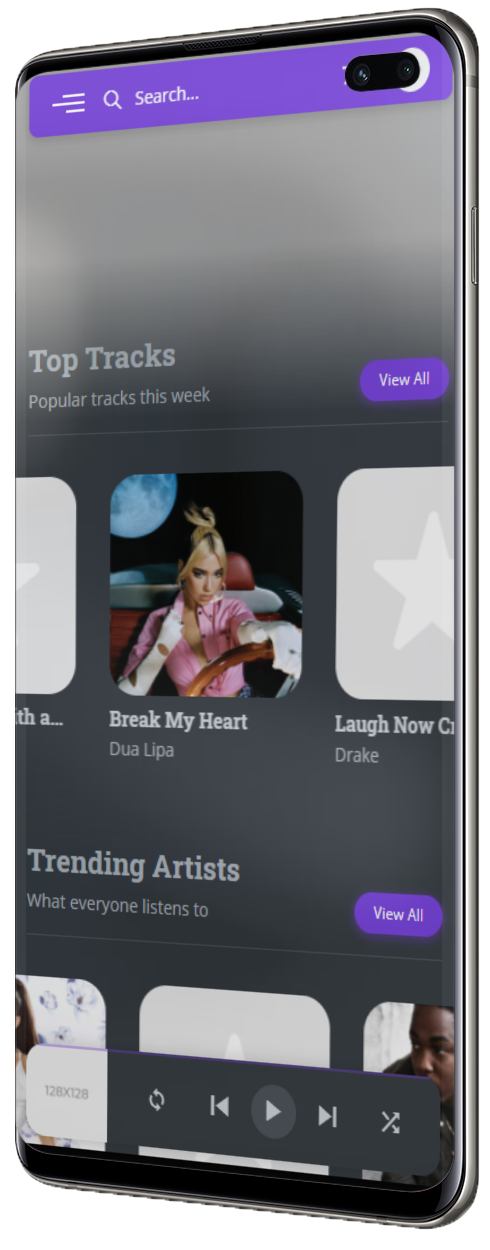 Search...
Top Tracks
Popular tracks this week
View All
ith a...
Break My Heart
Dua Lipa
Laugh Now Cr
Drake
Trending Artists
What everyone listens to
View All
128X128